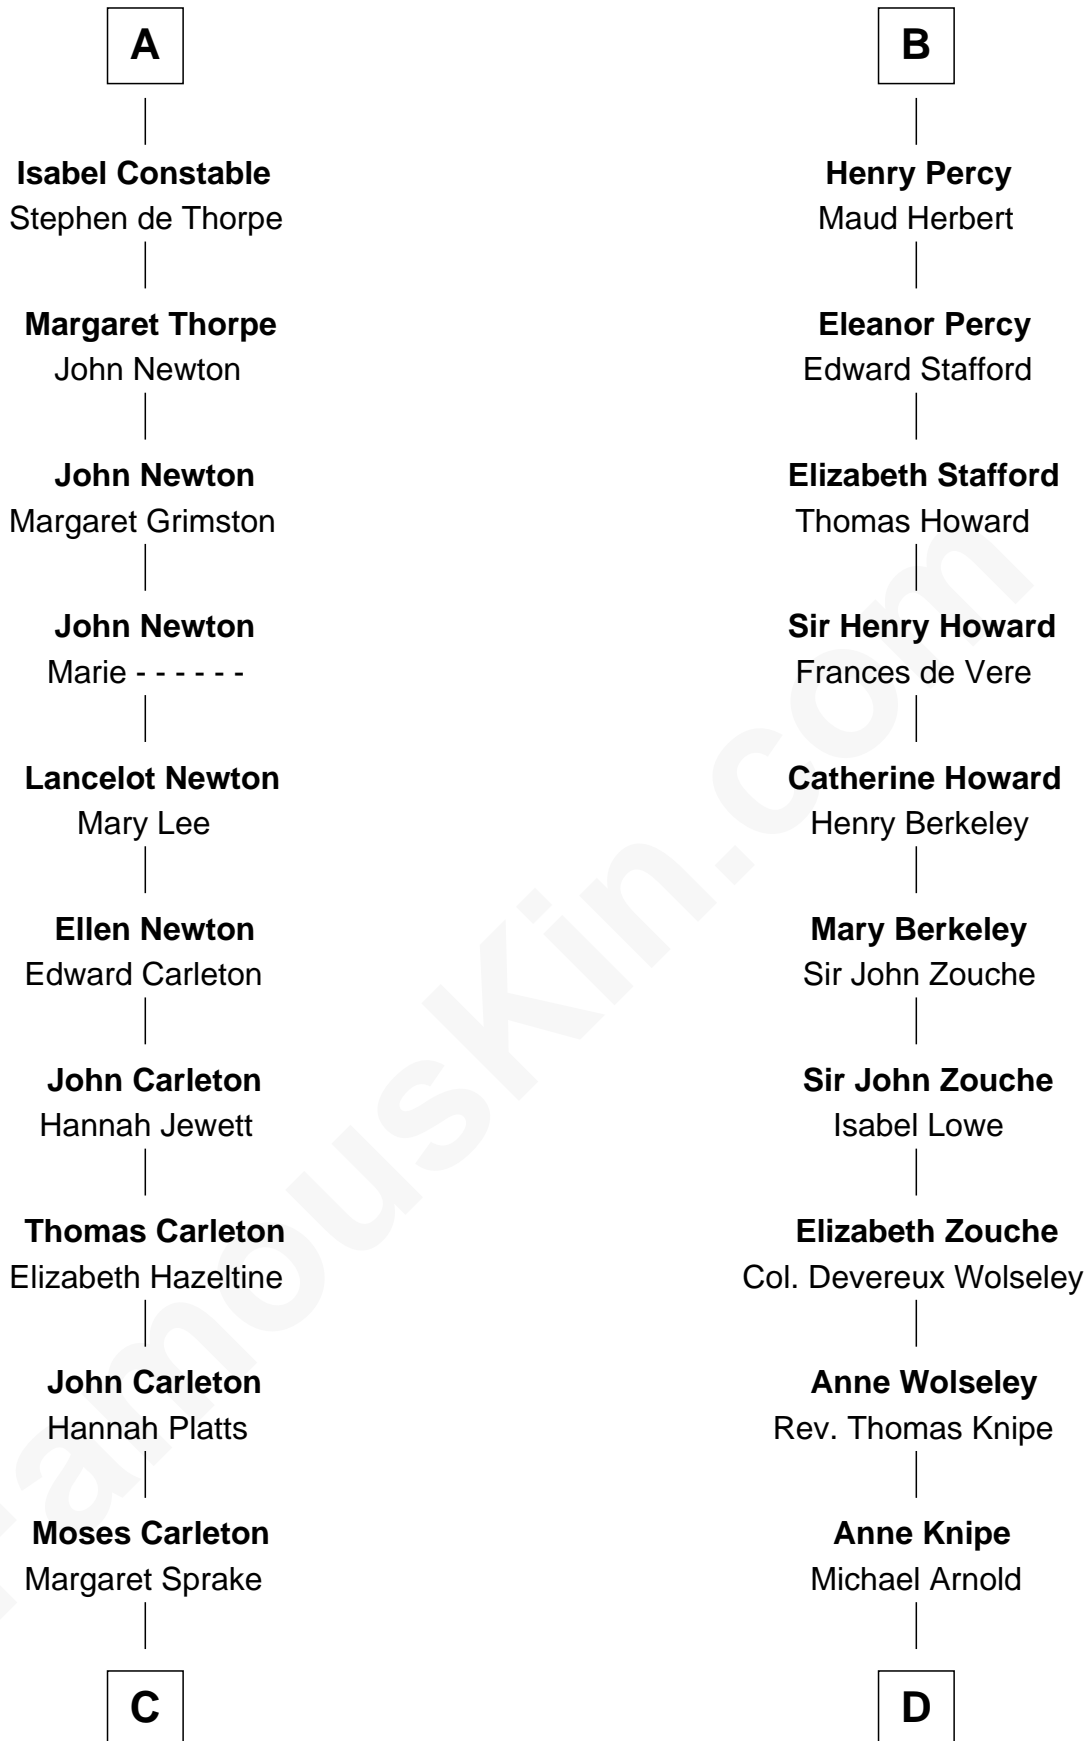 A
Isabel Constable
Stephen de Thorpe
Margaret Thorpe
John Newton
John Newton
Margaret Grimston
John Newton
Marie - - - - - -
Lancelot Newton
Mary Lee
Ellen Newton
Edward Carleton
John Carleton
Hannah Jewett
Thomas Carleton
Elizabeth Hazeltine
John Carleton
Hannah Platts
Moses Carleton
Margaret Sprake
C
B
Henry Percy
Maud Herbert
Eleanor Percy
Edward Stafford
Elizabeth Stafford
Thomas Howard
Sir Henry Howard
Frances de Vere
Catherine Howard
Henry Berkeley
Mary Berkeley
Sir John Zouche
Sir John Zouche
Isabel Lowe
Elizabeth Zouche
Col. Devereux Wolseley
Anne Wolseley
Rev. Thomas Knipe
Anne Knipe
Michael Arnold
D
FamousKin.com